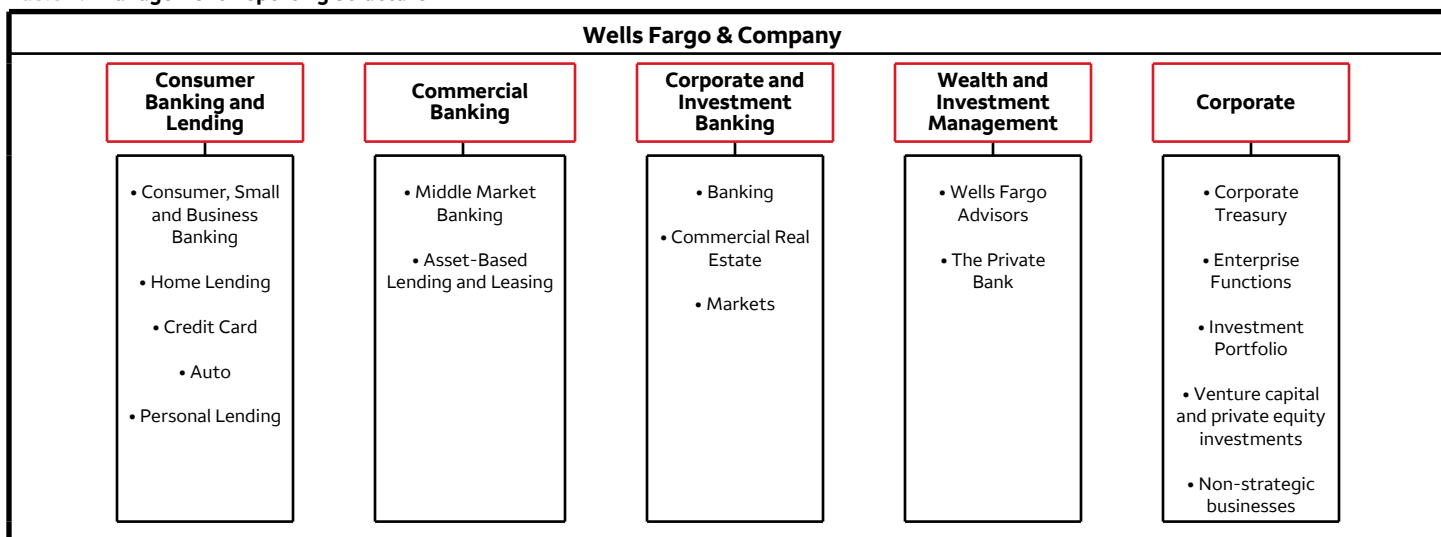 Wells Fargo & Company
Consumer
Banking and
Lending
Commercial
Banking
Corporate and
Investment
Banking
Wealth and
Investment
Management
Corporate
• Consumer, Small
and Business
Banking
• Home Lending
• Credit Card
• Auto
• Personal Lending
• Middle Market
Banking
• Asset-Based
Lending and Leasing
• Banking
• Commercial Real
Estate
• Markets
• Wells Fargo
Advisors
• The Private
Bank
• Corporate
Treasury
• Enterprise
Functions
• Investment
Portfolio
• Venture capital
and private equity
investments
• Non-strategic
businesses